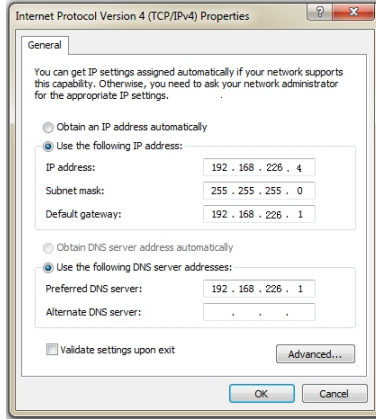 Internet Protocol Version 4 (TCP/IPv4) Properties
General
You can get IP settings assigned automatically if your network supports
this capability. Otherwise, you need to ask your network administrator
for the appropriate IP settings.
Obtain an IP address automatically
Use the following IP address:
IP address: 192 . 168 . 226 . 4
Subnet mask: 255 . 255 . 255 . 0
Default gateway: 192 . 168 . 226 . 1
Obtain DNS server address automatically
Use the following DNS server addresses:
Preferred DNS server: 192 . 168 . 226 . 1
Alternate DNS server: . . .
Validate settings upon exit
Advanced...
OK Cancel